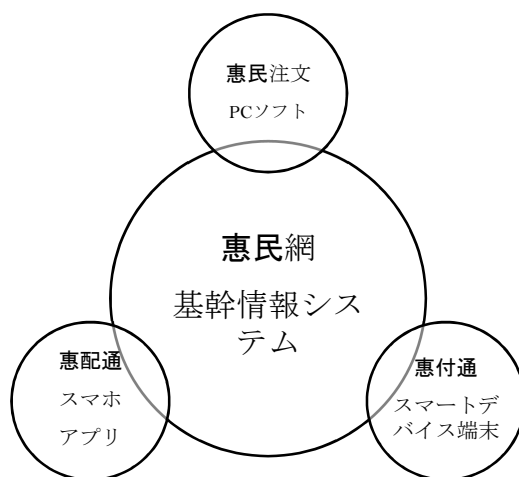 惠民注文
PCソフト
惠民網
基幹情報シス
テム
惠配通
スマホ
アプリ
惠付通
スマートデ
バイス端末